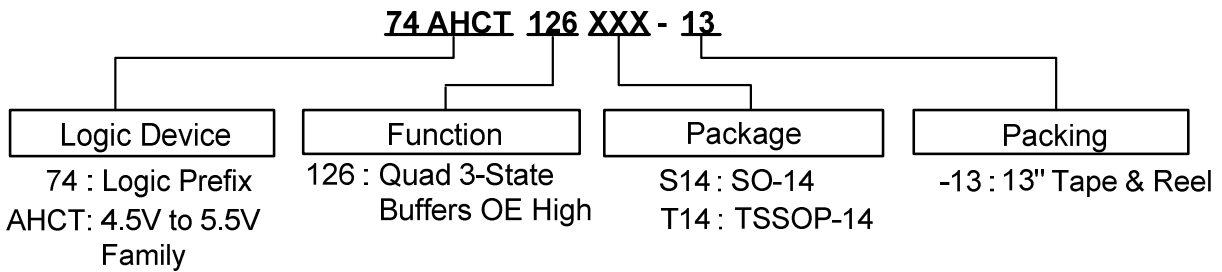 74 AHCT 126 XXX - 13
Logic Device
Function
Package
Packing
74 : Logic Prefix
AHCT: 4.5V to 5.5V
Family
126 : Quad 3-State
Buffers OE High
S14 : SO-14
T14 : TSSOP-14
-13 : 13" Tape & Reel